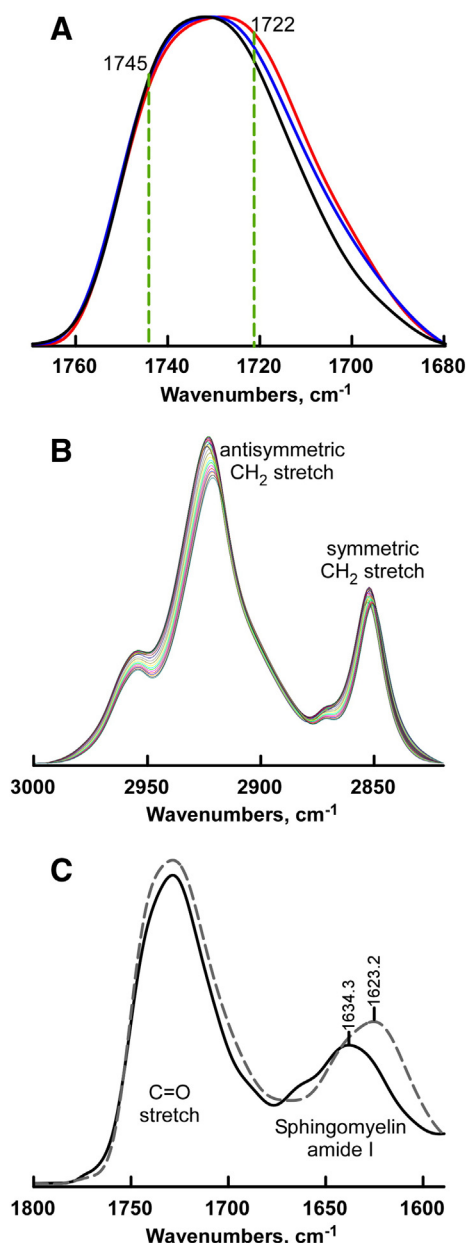 A
1722
1745
1760 1740 1720 1700 1680
Wavenumbers, cm-1
B
antisymmetric
CH2 stretch
symmetric
CH2 stretch
3000 2950 2900 2850
Wavenumbers, cm-1
C
1634.3
1623.2
C=O
stretch
Sphingomyelin
amide I
1800 1750 1700 1650 1600
Wavenumbers, cm-1